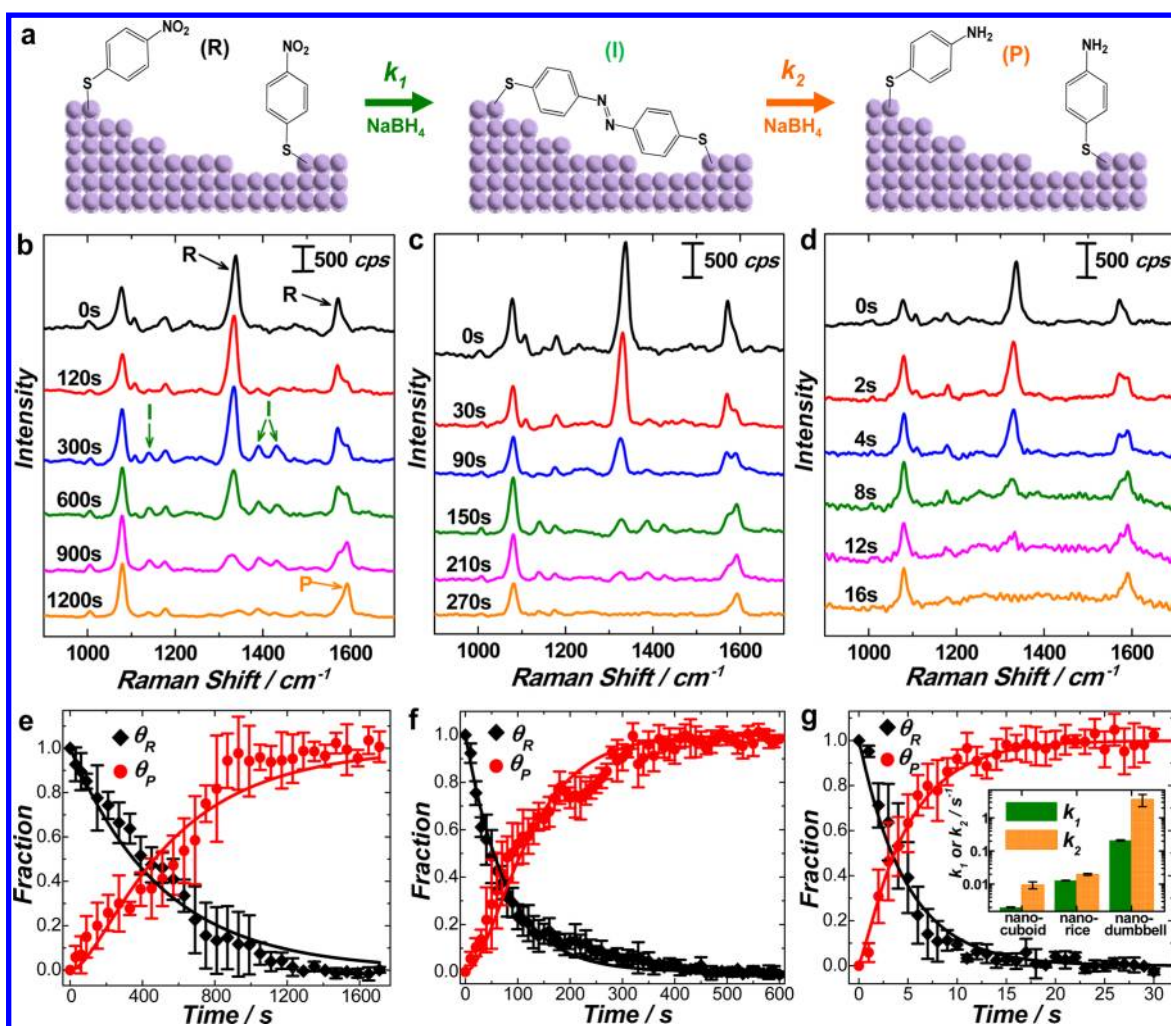 a
NO₂
(R)
NO₂
S
S
k₁
NaBH₄
(I)
S
N
N
S
k₂
NaBH₄
NH₂
(P)
NH₂
S
S
b
R
R
500 cps
0s
120s
300s
I
I
600s
900s
1200s
P
Intensity
1000 1200 1400 1600
Raman Shift / cm⁻¹
c
500 cps
0s
30s
90s
150s
210s
270s
Intensity
1000 1200 1400 1600
Raman Shift / cm⁻¹
d
500 cps
0s
2s
4s
8s
12s
16s
Intensity
1000 1200 1400 1600
Raman Shift / cm⁻¹
e
θR
θP
1.0
0.8
0.6
0.4
0.2
0.0
Fraction
0 400 800 1200 1600
Time / s
f
θR
θP
1.0
0.8
0.6
0.4
0.2
0.0
Fraction
0 100 200 300 400 500 600
Time / s
g
θR
θP
1.0
0.8
0.6
0.4
0.2
0.0
Fraction
0 5 10 15 20 25 30
Time / s
k₁ or k₂ / s⁻¹
1
0.1
0.01
k₁
k₂
nano-cuboid
nano-rice
nano-dumbbell